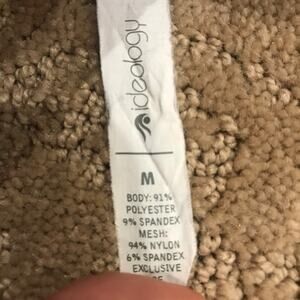 ideology
M
BODY: 91%
POLYESTER
9% SPANDEX
MESH:
94% NYLON
6% SPANDEX
EXCLUSIVE